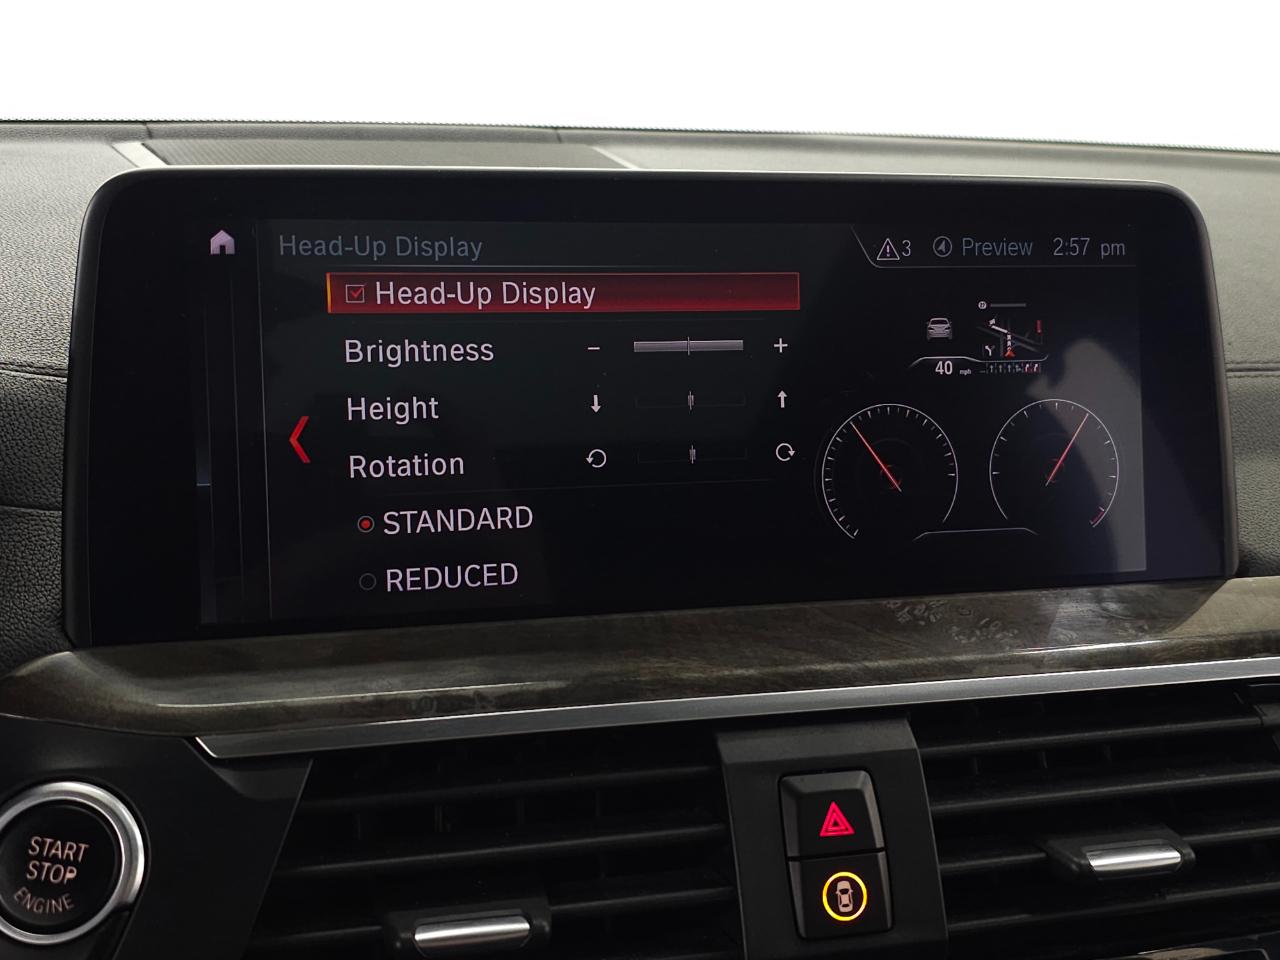 Head-Up Display
3 Preview 2:57 pm
Head-Up Display
Brightness - +
Height
Rotation
STANDARD
REDUCED
40 mph
START
STOP
ENGINE